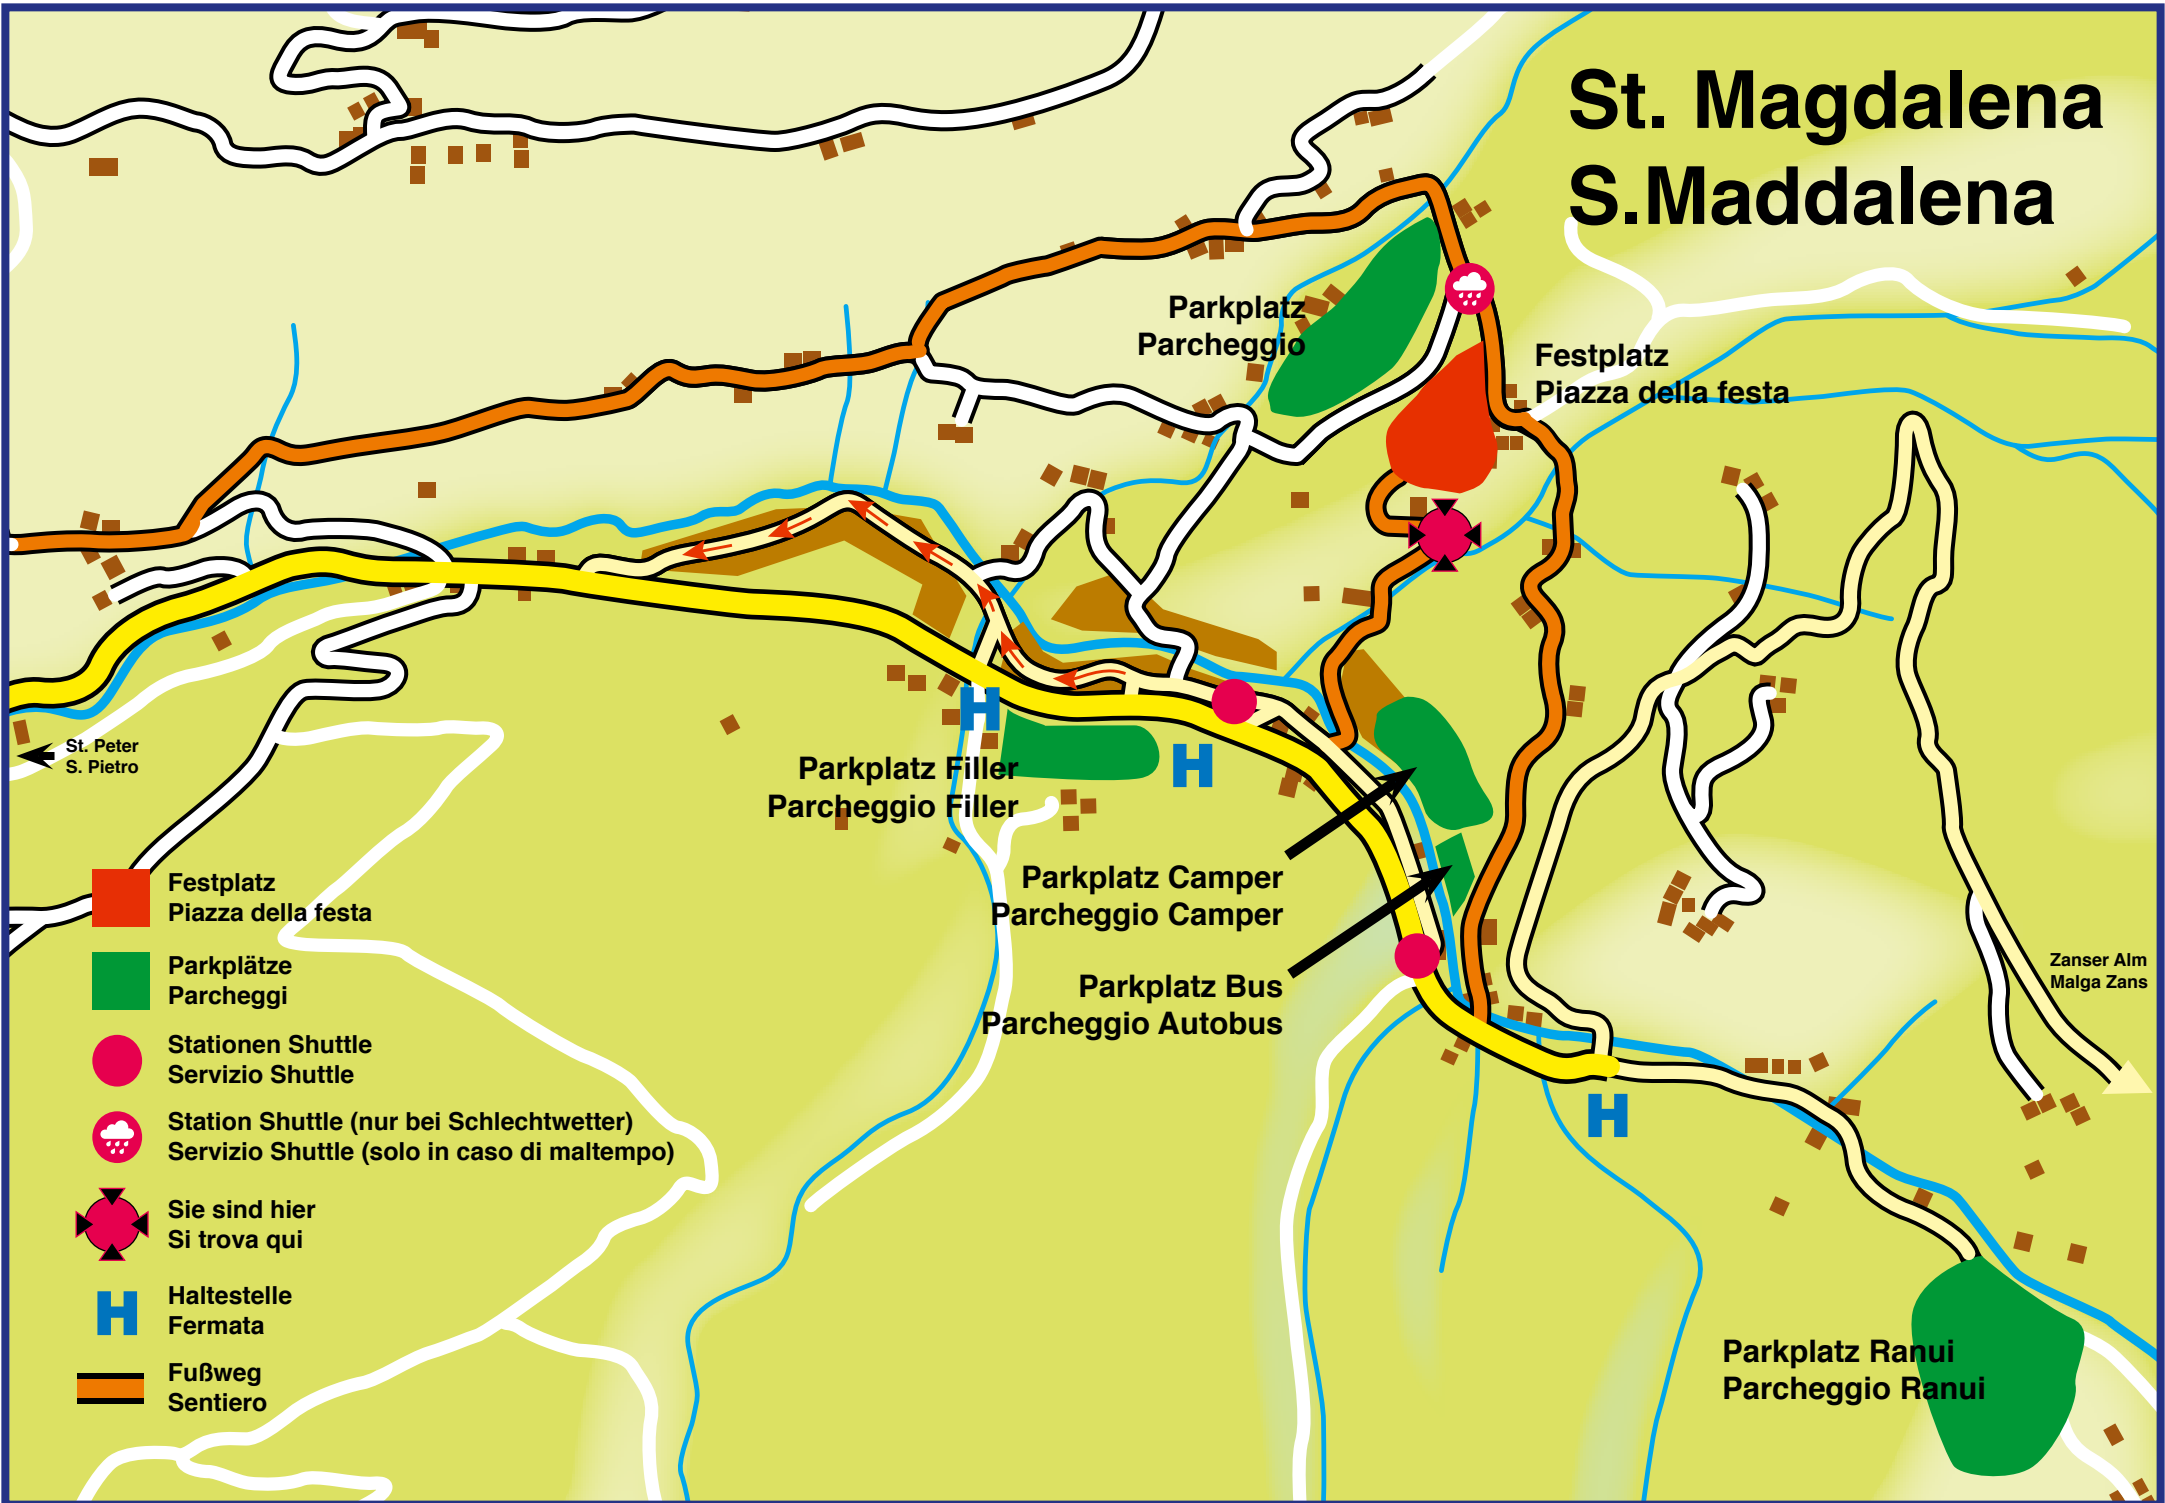 St. Magdalena
S.Maddalena
Parkplatz
Parcheggio
Festplatz
Piazza della festa
St. Peter
S. Pietro
H
H
Parkplatz Filler
Parcheggio Filler
Parkplatz Camper
Parcheggio Camper
Parkplatz Bus
Parcheggio Autobus
Zanser Alm
Malga Zans
H
Parkplatz Ranui
Parcheggio Ranui
Festplatz
Piazza della festa
Parkplätze
Parcheggi
Stationen Shuttle
Servizio Shuttle
Station Shuttle (nur bei Schlechtwetter)
Servizio Shuttle (solo in caso di maltempo)
Sie sind hier
Si trova qui
H
Haltestelle
Fermata
Fußweg
Sentiero